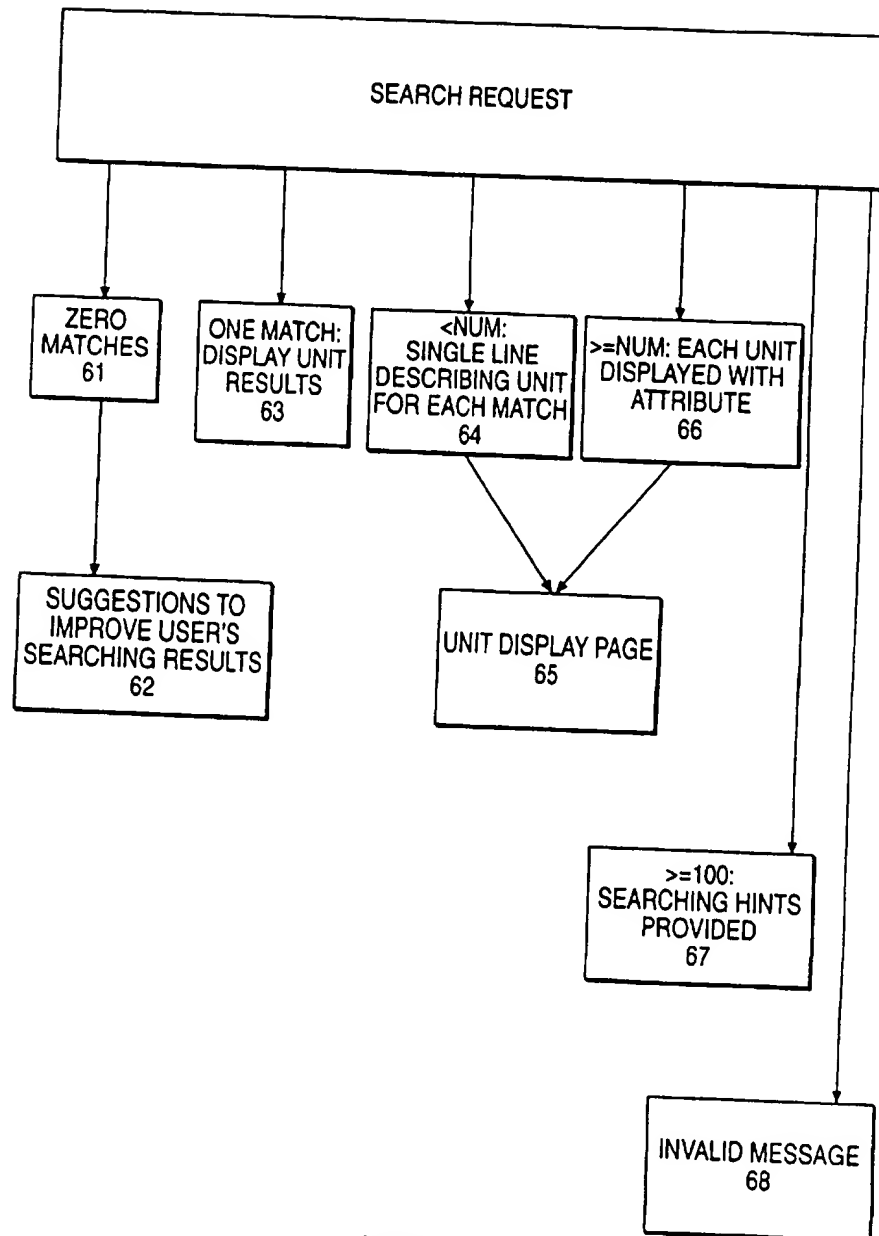 SEARCH REQUEST
ZERO
MATCHES
61
ONE MATCH:
DISPLAY UNIT
RESULTS
63
<NUM:
SINGLE LINE
DESCRIBING UNIT
FOR EACH MATCH
64
>=NUM: EACH UNIT
DISPLAYED WITH
ATTRIBUTE
66
SUGGESTIONS TO
IMPROVE USER'S
SEARCHING RESULTS
62
UNIT DISPLAY PAGE
65
>=100:
SEARCHING HINTS
PROVIDED
67
INVALID MESSAGE
68